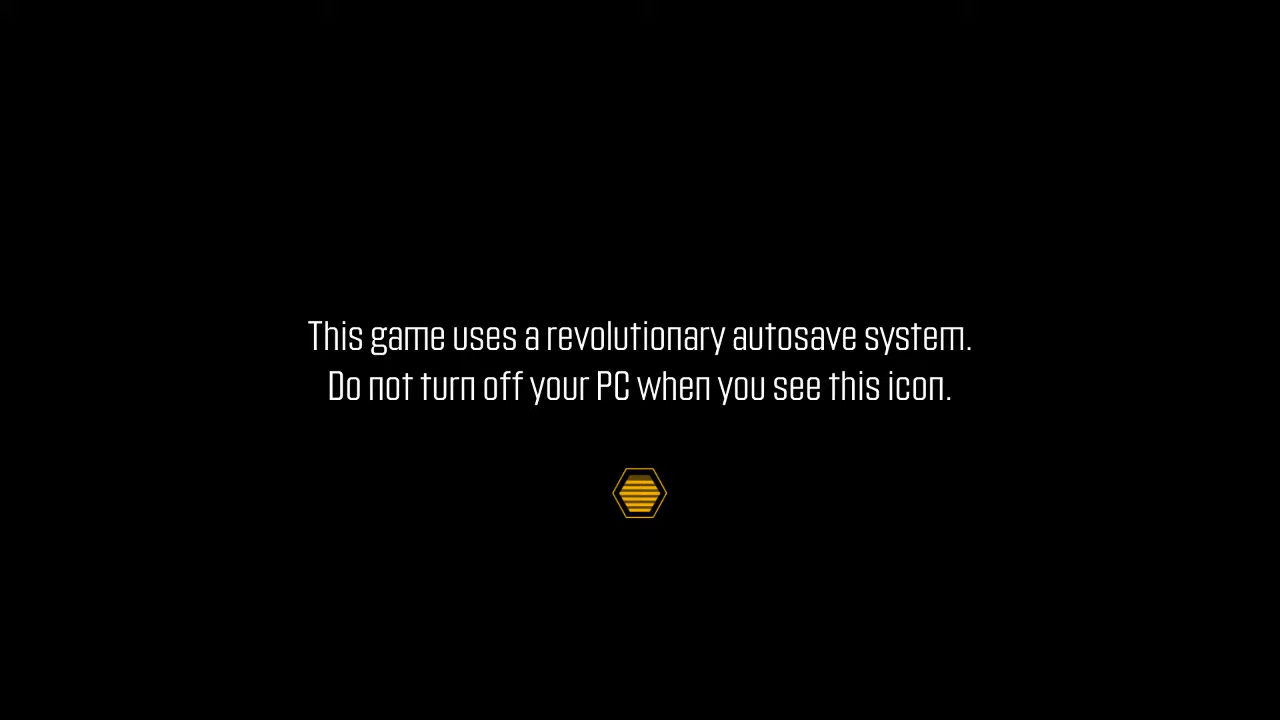 This game uses a revolutionary autosave system.
Do not turn off your PC when you see this icon.